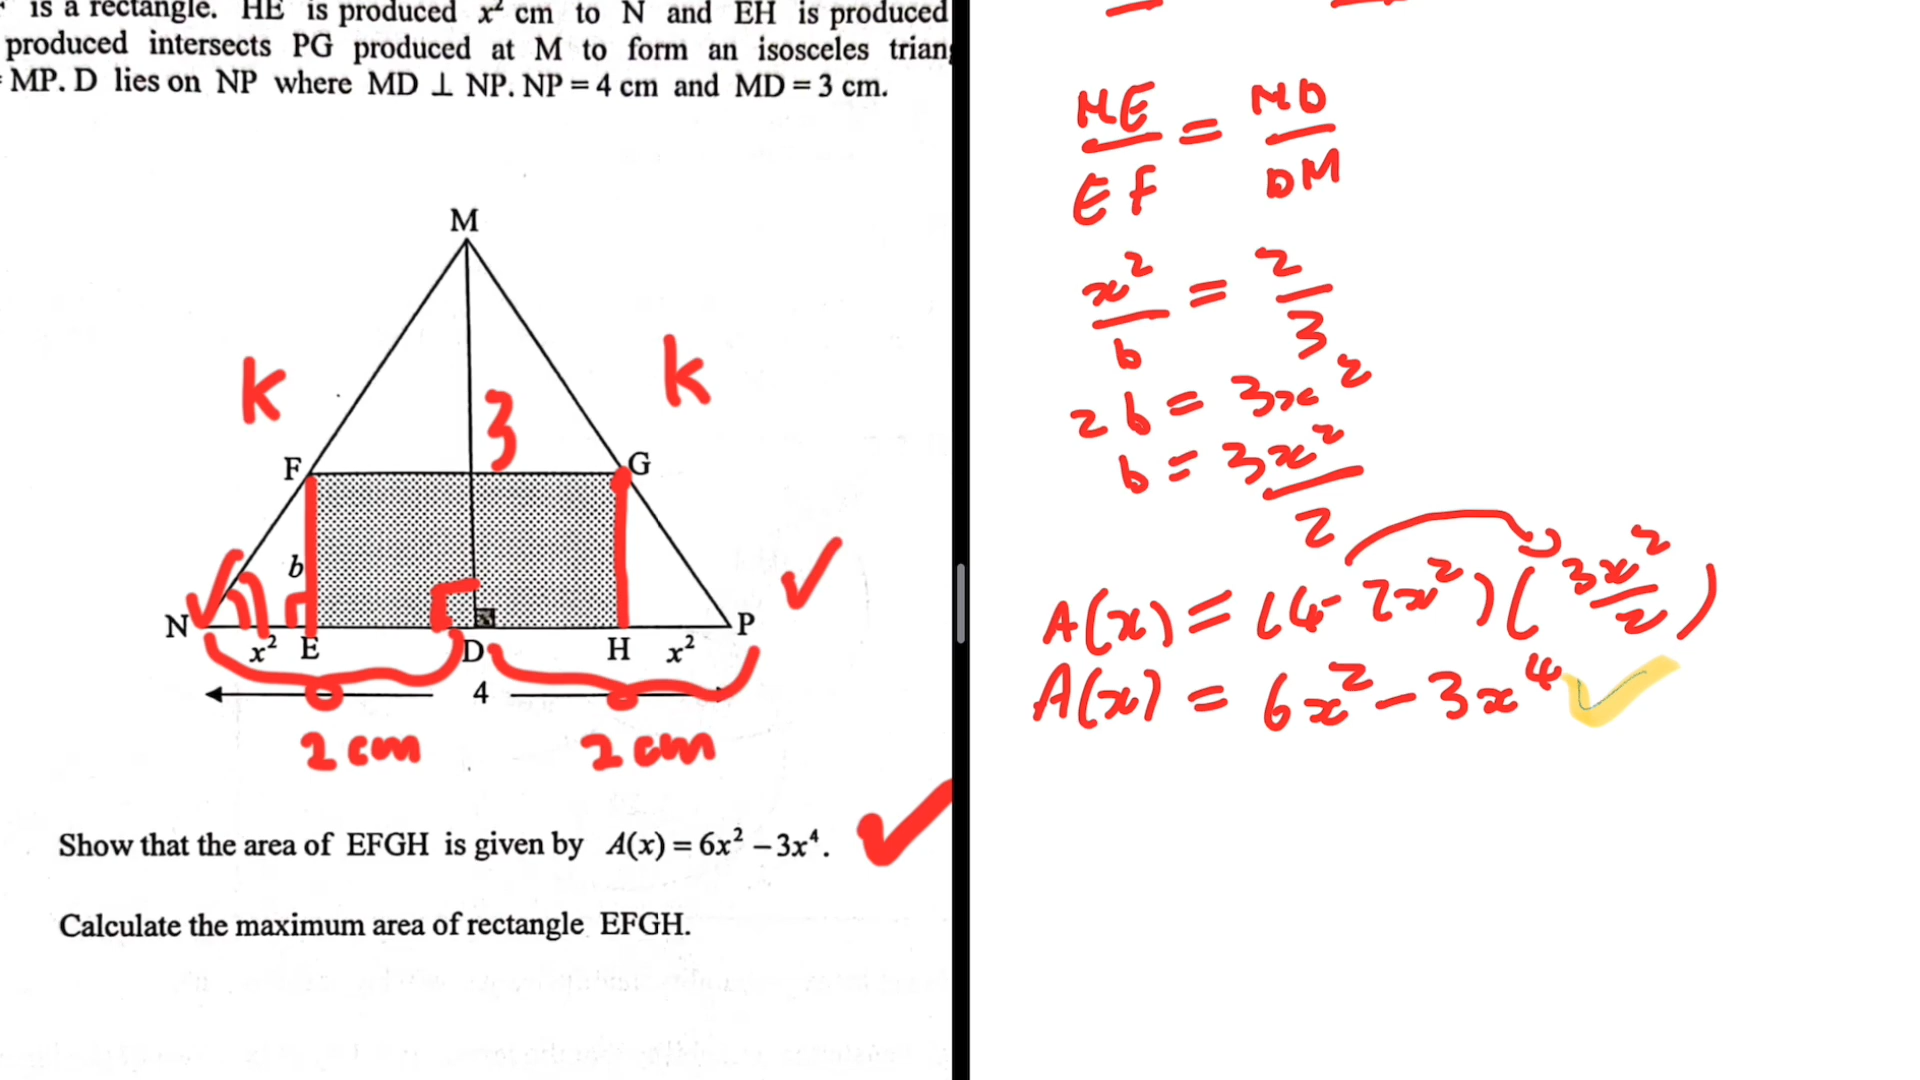 is a rectangle. HE is produced x² cm to N and EH is produced
produced intersects PG produced at M to form an isosceles
MP. D lies on NP where MD ⊥ NP. NP = 4 cm and MD = 3 cm.
M
k
k
3
F
G
b
N
P
x²
E
D
H
x²
4
2 cm
2 cm
Show that the area of EFGH is given by A(x) = 6x² – 3x⁴.
Calculate the maximum area of rectangle EFGH.
NE/EF = ND/DM
x²/b = 2/3
2b = 3x²
b = 3x²/2
A(x) = (4 - 2x²)(3x²/2)
A(x) = 6x² - 3x⁴